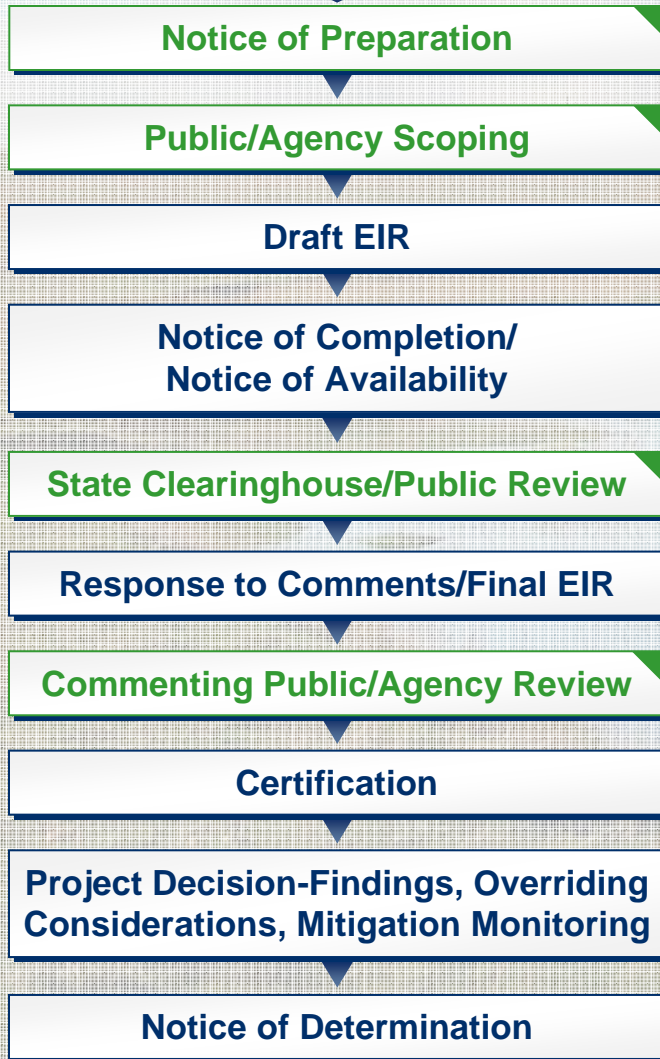 Notice of Preparation
Public/Agency Scoping
Draft EIR
Notice of Completion/
Notice of Availability
State Clearinghouse/Public Review
Response to Comments/Final EIR
Commenting Public/Agency Review
Certification
Project Decision-Findings, Overriding
Considerations, Mitigation Monitoring
Notice of Determination